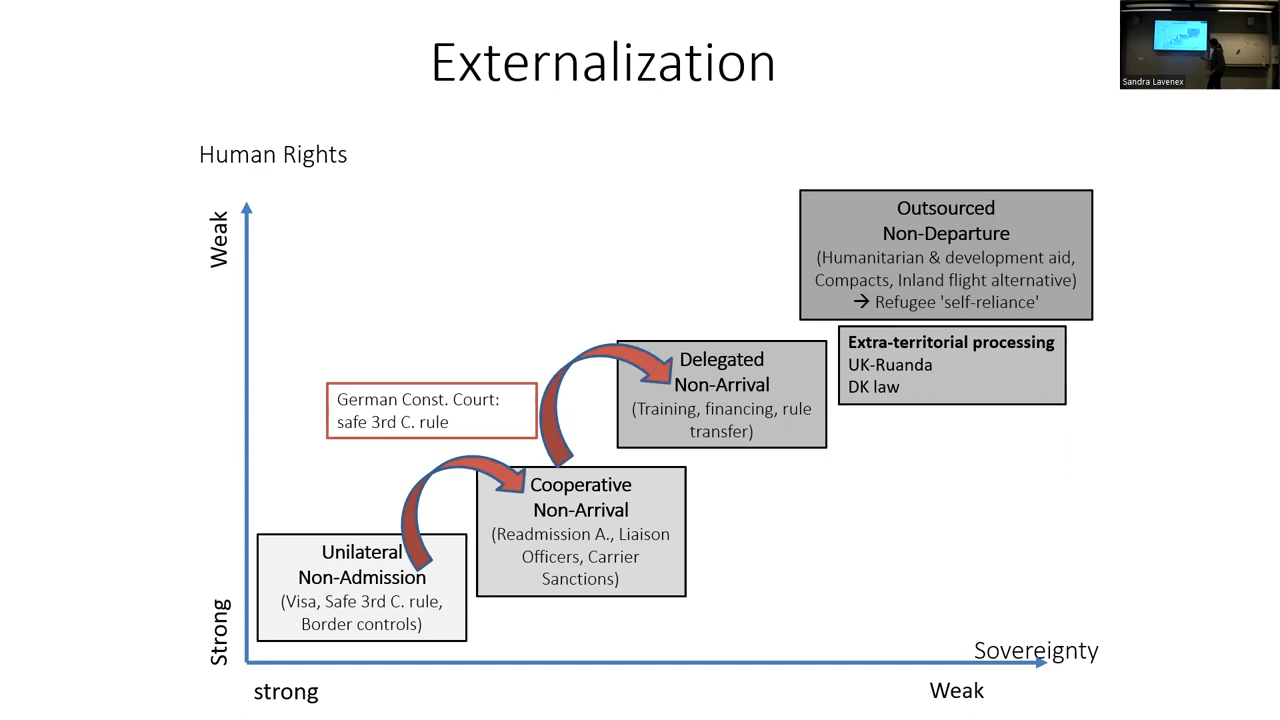 Externalization
Sandra Lavenex
Human Rights
Weak
Strong
Outsourced
Non-Departure
(Humanitarian & development aid,
Compacts, Inland flight alternative)
→ Refugee 'self-reliance'
Extra-territorial processing
UK-Ruanda
DK law
Delegated
Non-Arrival
(Training, financing, rule
transfer)
German Const. Court:
safe 3rd C. rule
Cooperative
Non-Arrival
(Readmission A., Liaison
Officers, Carrier
Sanctions)
Unilateral
Non-Admission
(Visa, Safe 3rd C. rule,
Border controls)
Sovereignty
strong
Weak